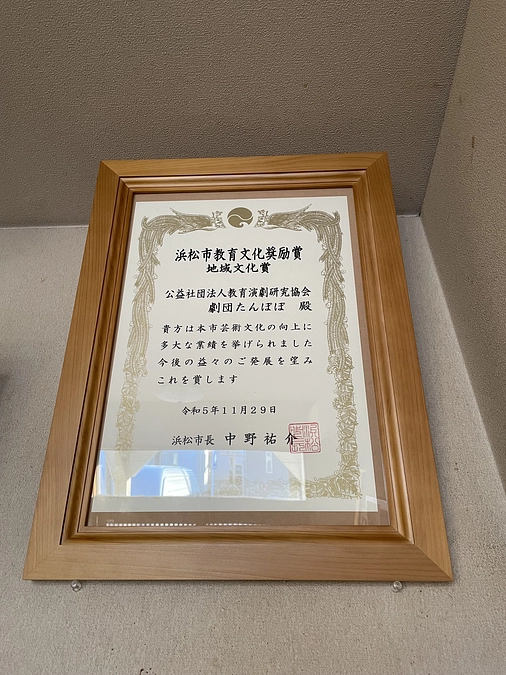 浜松市教育文化奨励賞
地域文化賞
公益社団法人教育演劇研究協会
劇団たんぽぽ 殿
貴方は本市芸術文化の向上に
多大な業績を挙げられました
今後の益々のご発展を望み
これを賞します
令和5年11月29日
浜松市長 中野祐介